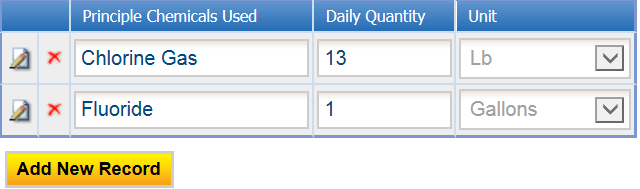 Principle Chemicals Used Daily Quantity Unit
Chlorine Gas 13 Lb
Fluoride 1 Gallons
Add New Record